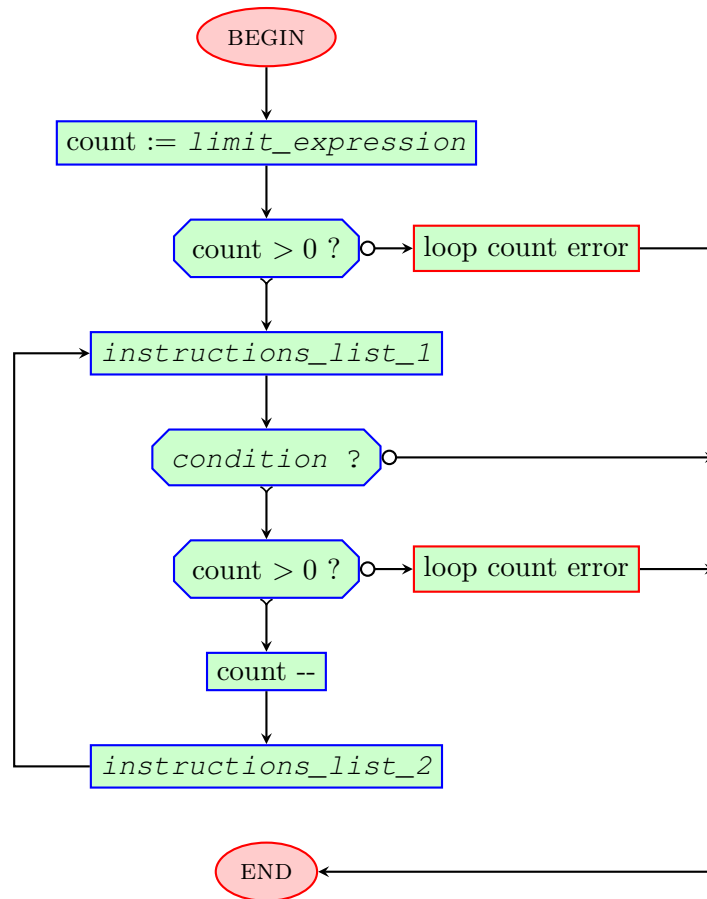 BEGIN
count := limit_expression
count > 0 ?
loop count error
instructions_list_1
condition ?
count > 0 ?
loop count error
count --
instructions_list_2
END